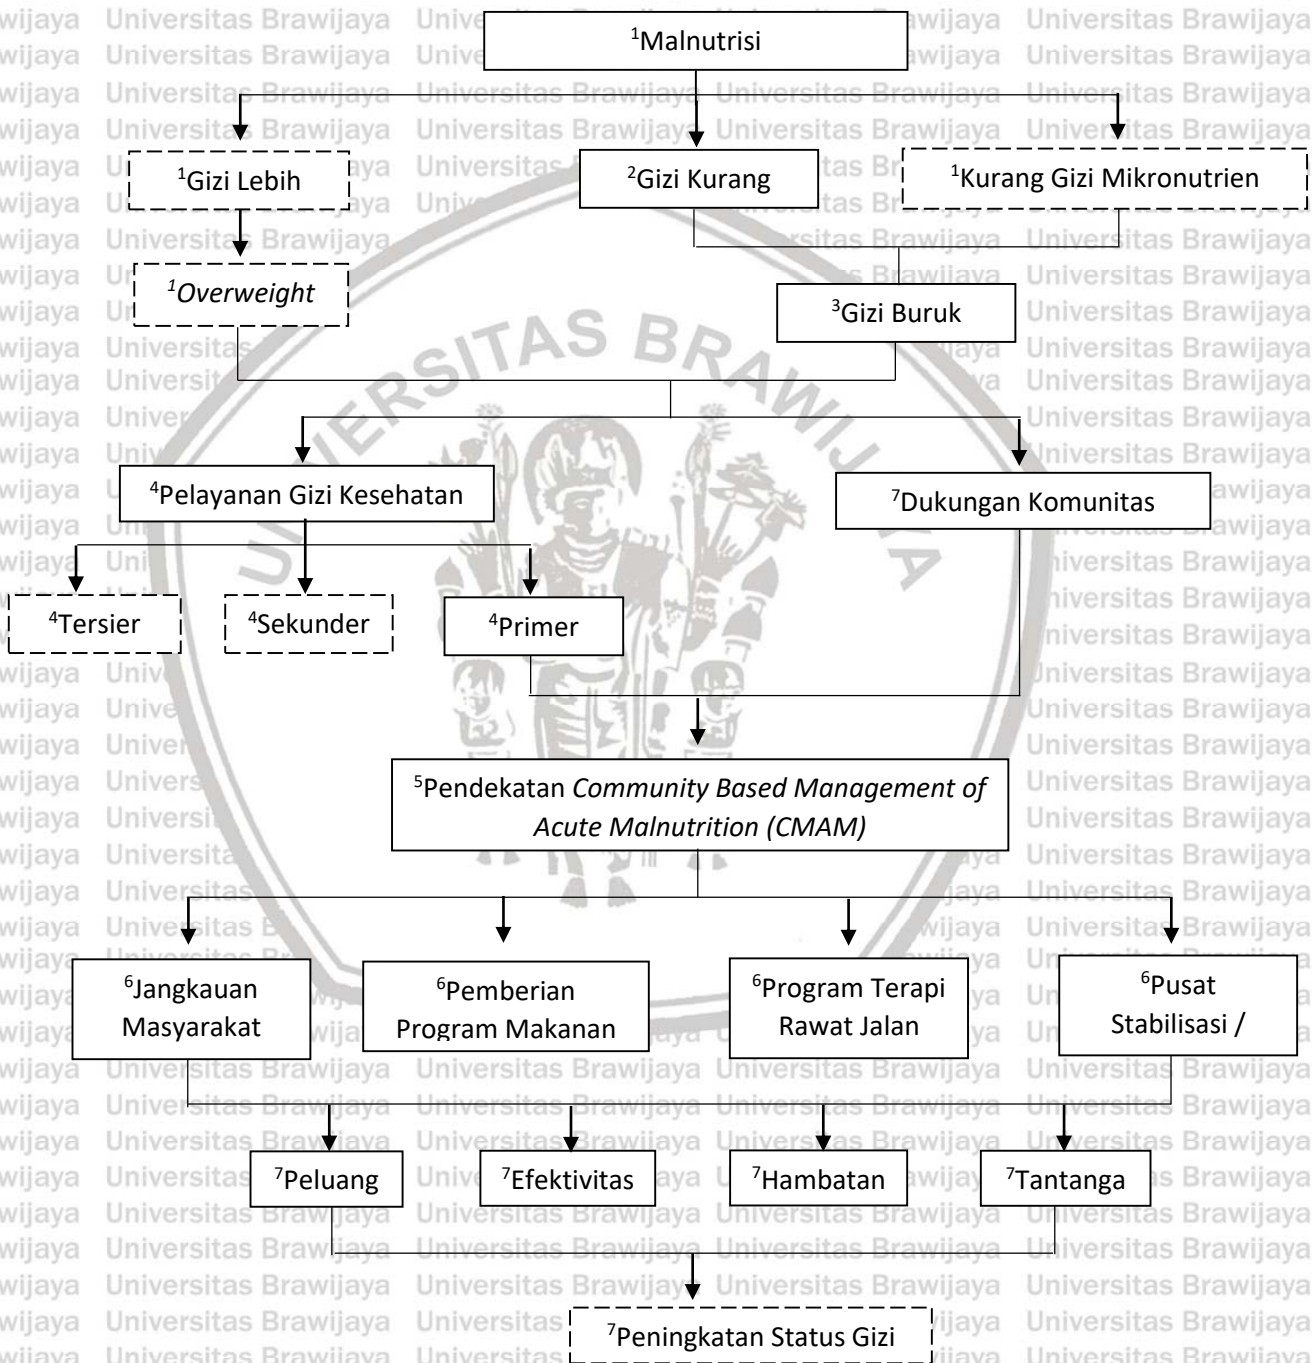 ¹Malnutrisi
¹Gizi Lebih
²Gizi Kurang
¹Kurang Gizi Mikronutrien
¹Overweight
³Gizi Buruk
⁴Pelayanan Gizi Kesehatan
⁷Dukungan Komunitas
⁴Tersier
⁴Sekunder
⁴Primer
⁵Pendekatan Community Based Management of
Acute Malnutrition (CMAM)
⁶Jangkauan
Masyarakat
⁶Pemberian
Program Makanan
⁶Program Terapi
Rawat Jalan
⁶Pusat
Stabilisasi /
⁷Peluang
⁷Efektivitas
⁷Hambatan
⁷Tantanga
⁷Peningkatan Status Gizi
UNIVERSITAS BRAWIJAYA